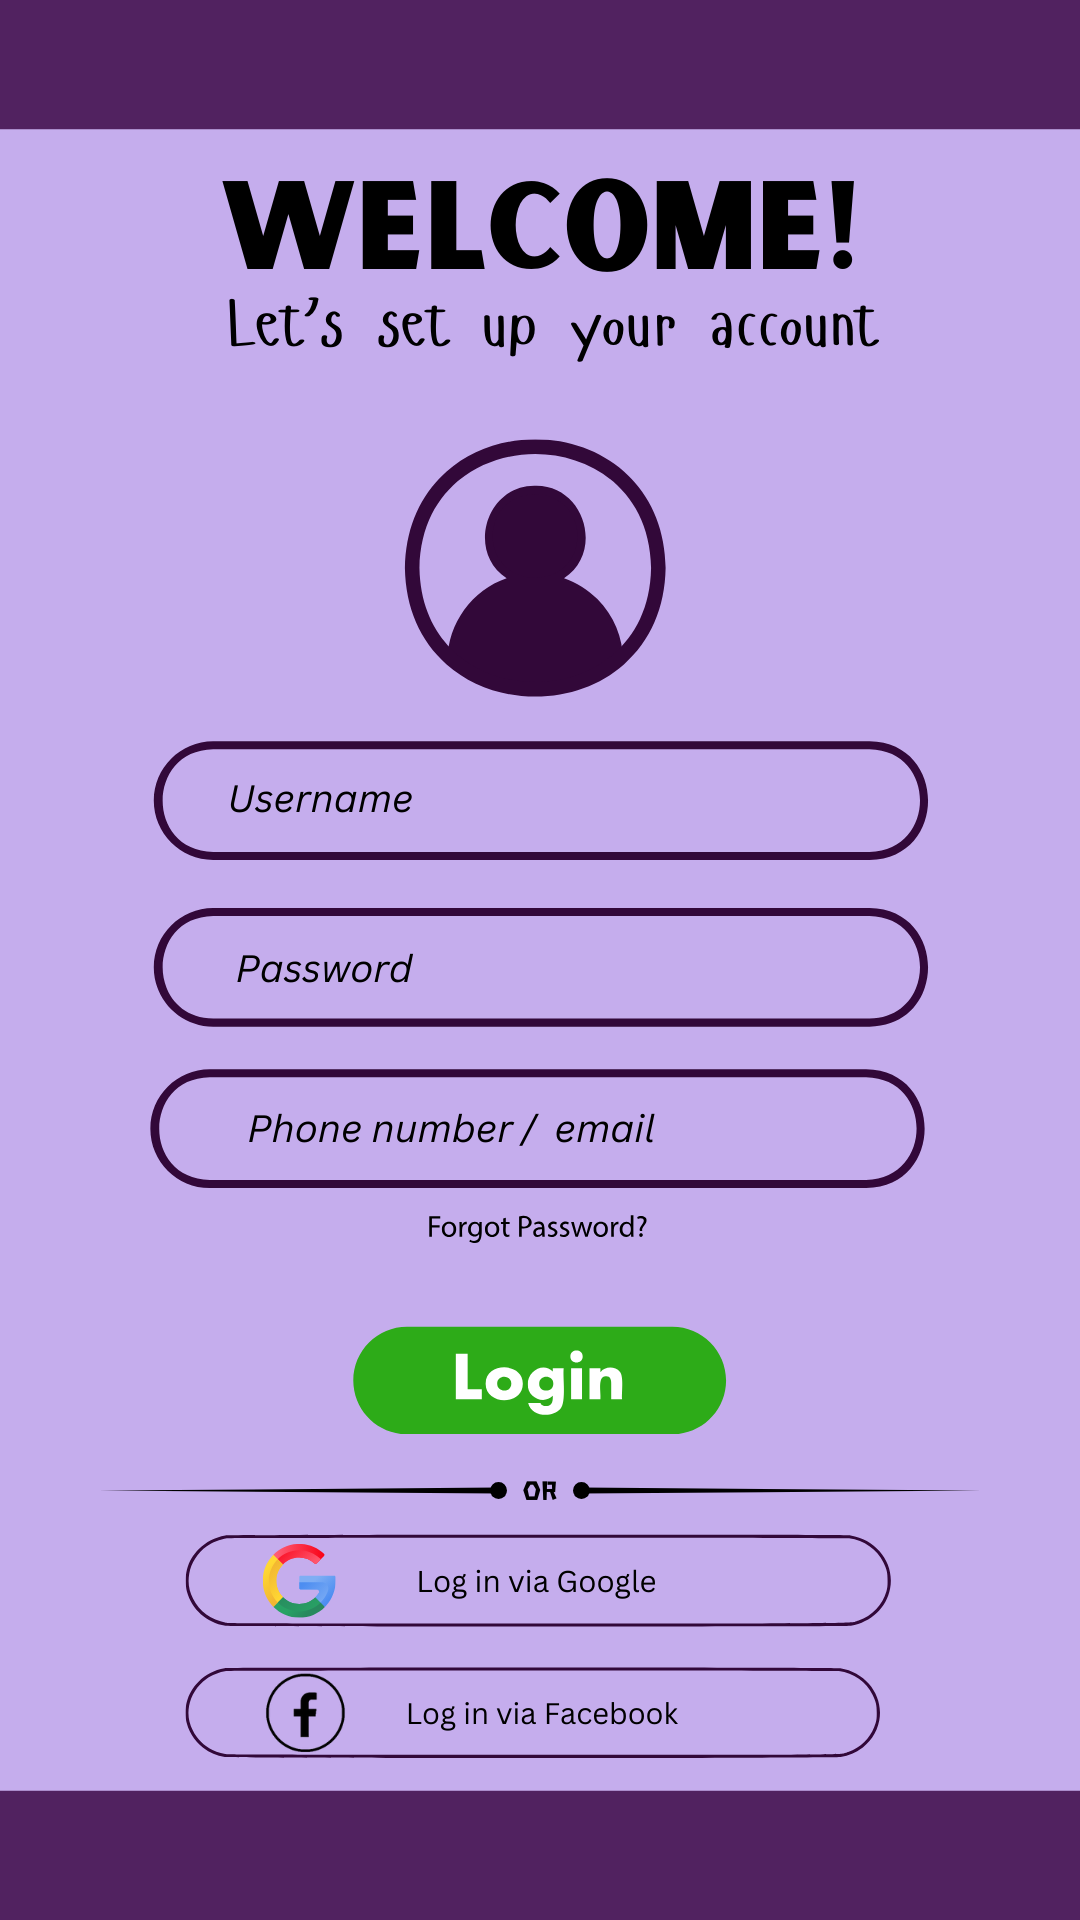 WELCOME!
Let's set up your account
Username
Password
Phone number / email
Forgot Password?
Login
OR
Log in via Google
Log in via Facebook